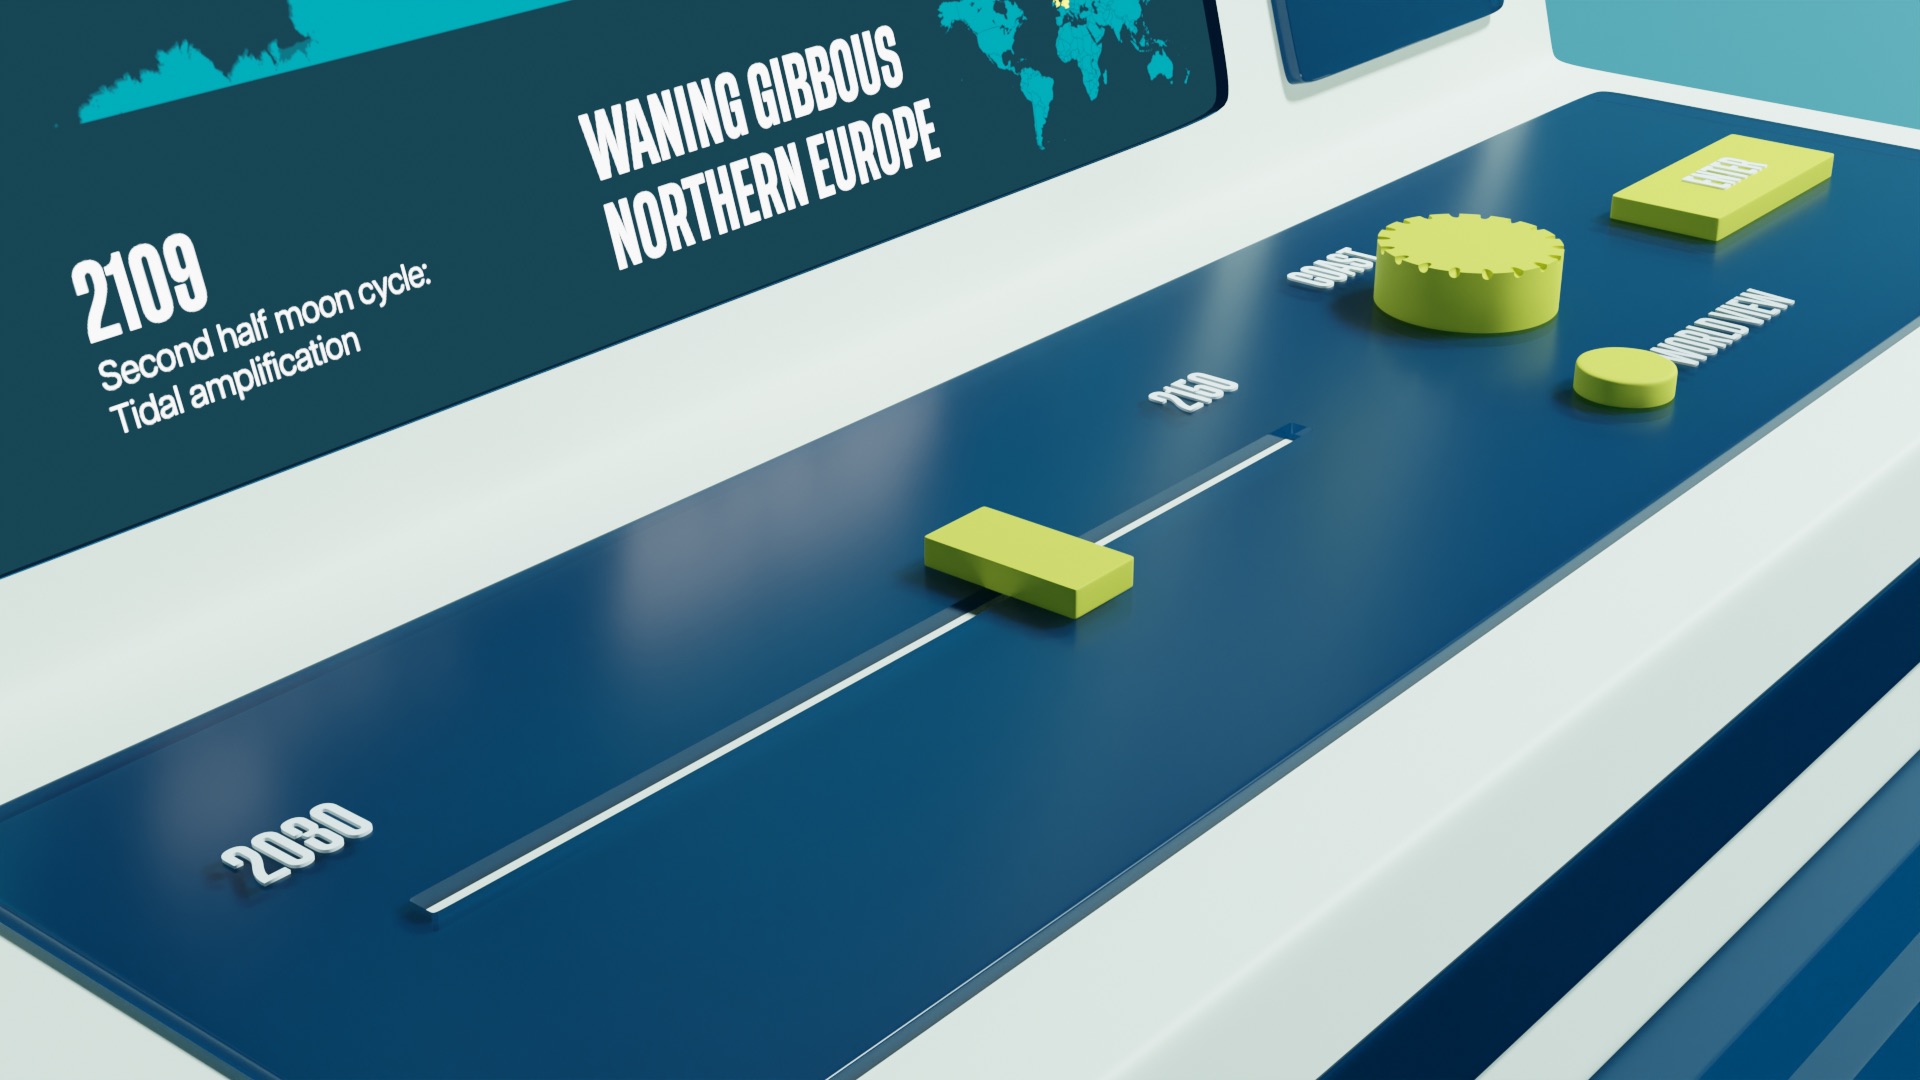 WANING GIBBOUS
NORTHERN EUROPE
2109
Second half moon cycle:
Tidal amplification
ENTER
COAST
WORLD VIEW
2150
2030